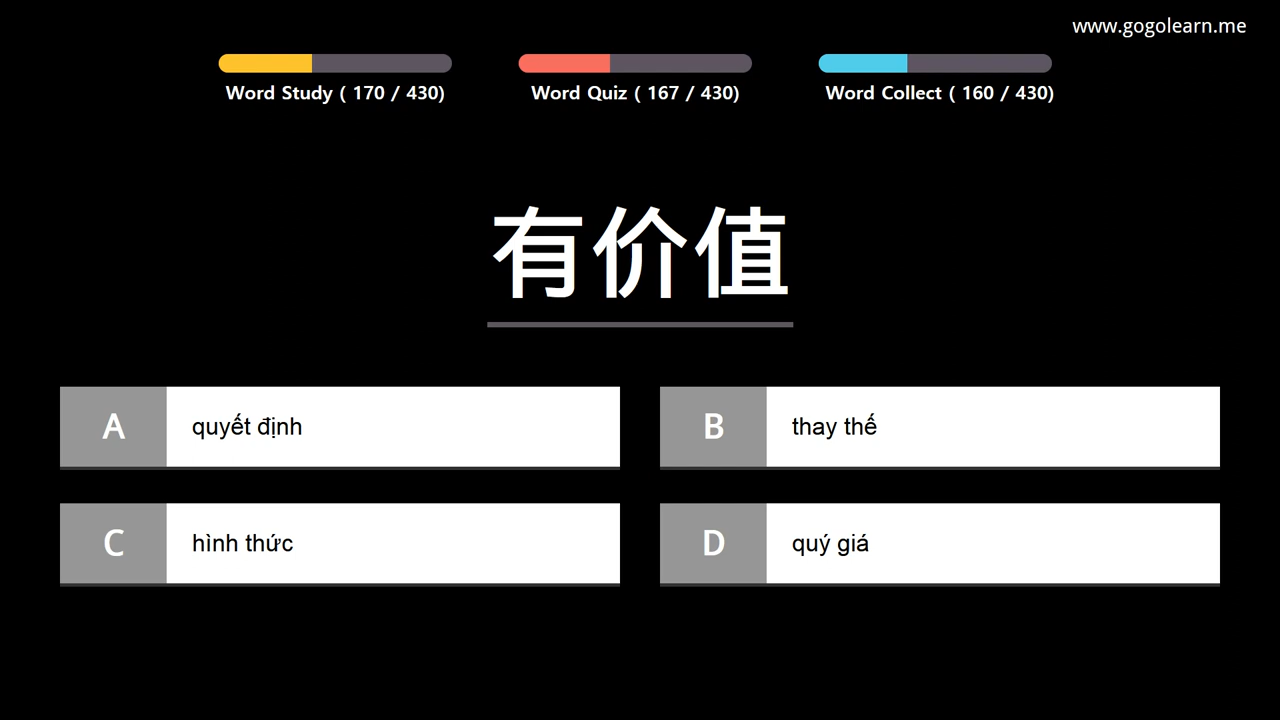 www.gogolearn.me
Word Study ( 170 / 430)
Word Quiz ( 167 / 430)
Word Collect ( 160 / 430)
有价值
A
quyết định
B
thay thế
C
hình thức
D
quý giá